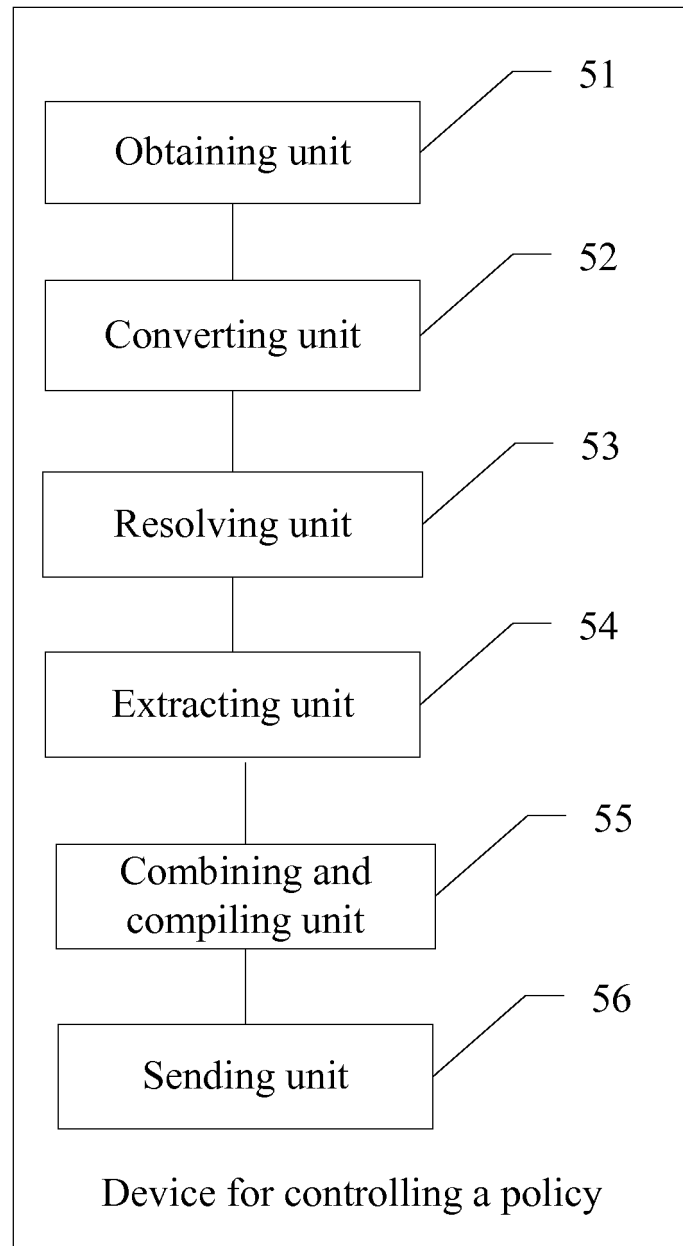 51
Obtaining unit
52
Converting unit
53
Resolving unit
54
Extracting unit
55
Combining and
compiling unit
56
Sending unit
Device for controlling a policy